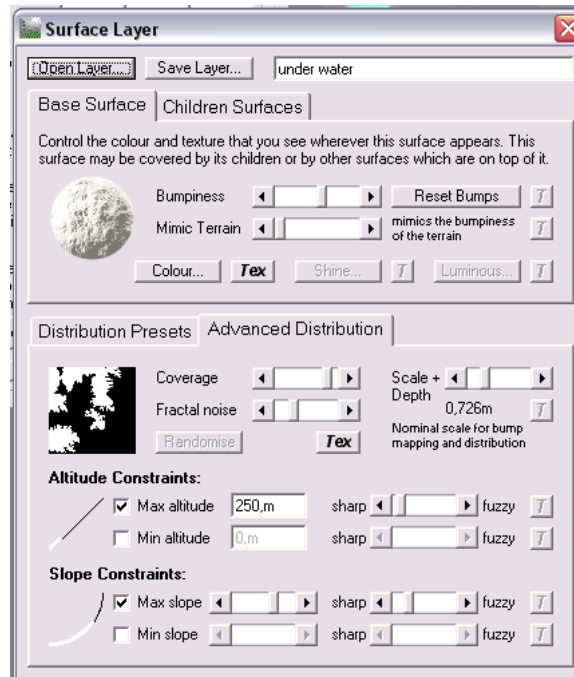 Surface Layer
Open Layer... Save Layer... under water
Base Surface Children Surfaces
Control the colour and texture that you see wherever this surface appears. This
surface may be covered by its children or by other surfaces which are on top of it.
Bumpiness Reset Bumps T
Mimic Terrain mimics the bumpiness T
of the terrain
Colour... Tex Shine... T Luminous... T
Distribution Presets Advanced Distribution
Coverage Scale +
Depth
Fractal noise 0,726m T
Randomise Tex Nominal scale for bump
mapping and distribution
Altitude Constraints:
Max altitude 250,m sharp fuzzy T
Min altitude 0,m sharp fuzzy T
Slope Constraints:
Max slope sharp fuzzy T
Min slope sharp fuzzy T